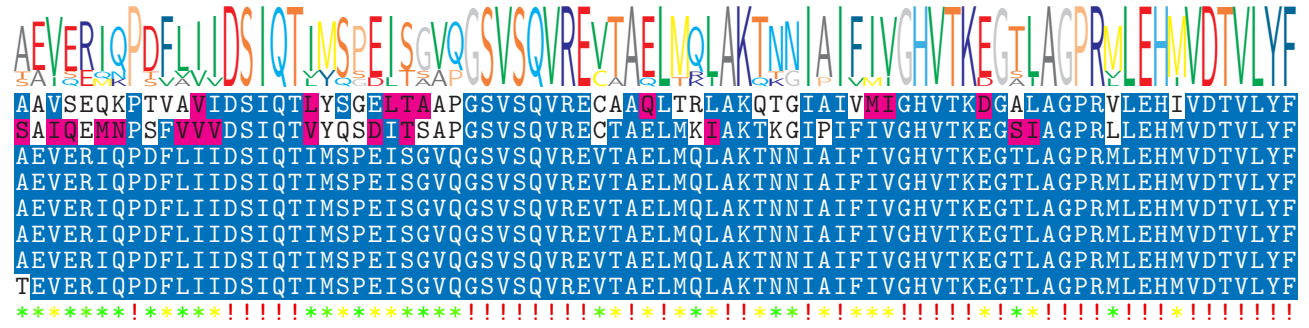 AEVERIQPDFLIIDSIQTIMSPEISGVQGSVSQVREVTAELMQLAKTNNIAIFIVGHVTKEGTLAGPRMLEHMVDTVLYF
AAVSEQKPTVAVIDSIQTLYSGELTAAPGSVSQVRECAAQLTRLAKQTGIAIVMIGHVTKDGALAGPRVLEHIVDTVLYF
SAIQEMNPSFVVVDSIQTVYQSDITSAPGSVSQVRECTAELMKIAKTKGIPIFIVGHVTKEGSIAGPRLLEHMVDTVLYF
AEVERIQPDFLIIDSIQTIMSPEISGVQGSVSQVREVTAELMQLAKTNNIAIFIVGHVTKEGTLAGPRMLEHMVDTVLYF
AEVERIQPDFLIIDSIQTIMSPEISGVQGSVSQVREVTAELMQLAKTNNIAIFIVGHVTKEGTLAGPRMLEHMVDTVLYF
AEVERIQPDFLIIDSIQTIMSPEISGVQGSVSQVREVTAELMQLAKTNNIAIFIVGHVTKEGTLAGPRMLEHMVDTVLYF
AEVERIQPDFLIIDSIQTIMSPEISGVQGSVSQVREVTAELMQLAKTNNIAIFIVGHVTKEGTLAGPRMLEHMVDTVLYF
AEVERIQPDFLIIDSIQTIMSPEISGVQGSVSQVREVTAELMQLAKTNNIAIFIVGHVTKEGTLAGPRMLEHMVDTVLYF
TEVERIQPDFLIIDSIQTIMSPEISGVQGSVSQVREVTAELMQLAKTNNIAIFIVGHVTKEGTLAGPRMLEHMVDTVLYF
*******!*****!!!!!**********!!!!!!!!**!*!***!!***!*!***!!!!!*!**!!!!*!!!*!!!!!!!